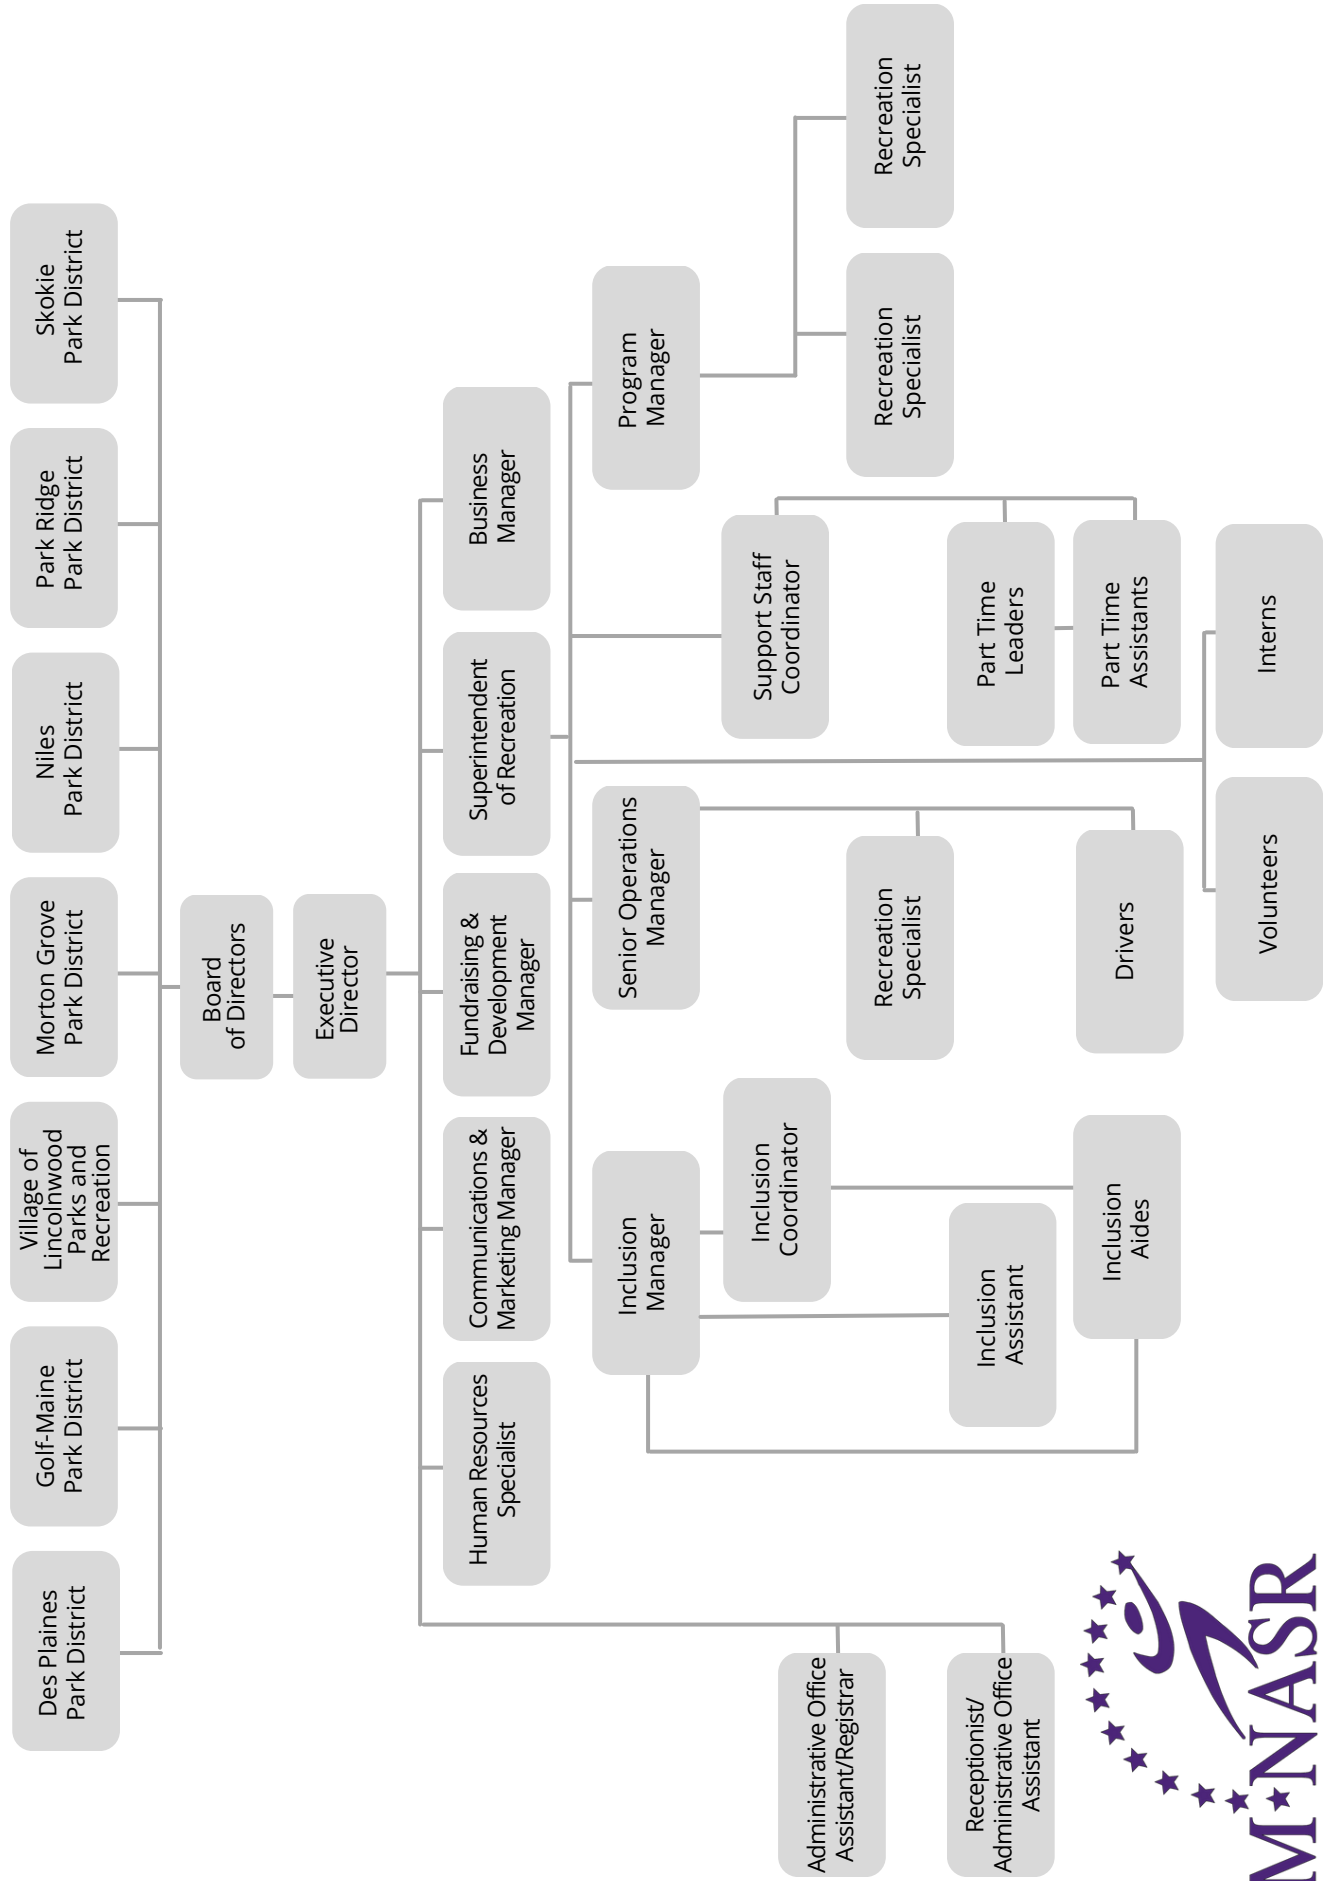 Des Plaines
Park District
Golf-Maine
Park District
Village of
Lincolnwood
Parks and
Recreation
Morton Grove
Park District
Niles
Park District
Park Ridge
Park District
Skokie
Park District
Board
of Directors
Executive
Director
Human Resources
Specialist
Communications &
Marketing Manager
Fundraising &
Development
Manager
Superintendent
of Recreation
Business
Manager
Inclusion
Manager
Senior Operations
Manager
Program
Manager
Inclusion
Coordinator
Support Staff
Coordinator
Administrative Office
Assistant/Registrar
Recreation
Specialist
Recreation
Specialist
Recreation
Specialist
Receptionist/
Administrative Office
Assistant
Inclusion
Assistant
Part Time
Leaders
Inclusion
Aides
Drivers
Part Time
Assistants
Volunteers
Interns
M★NASR